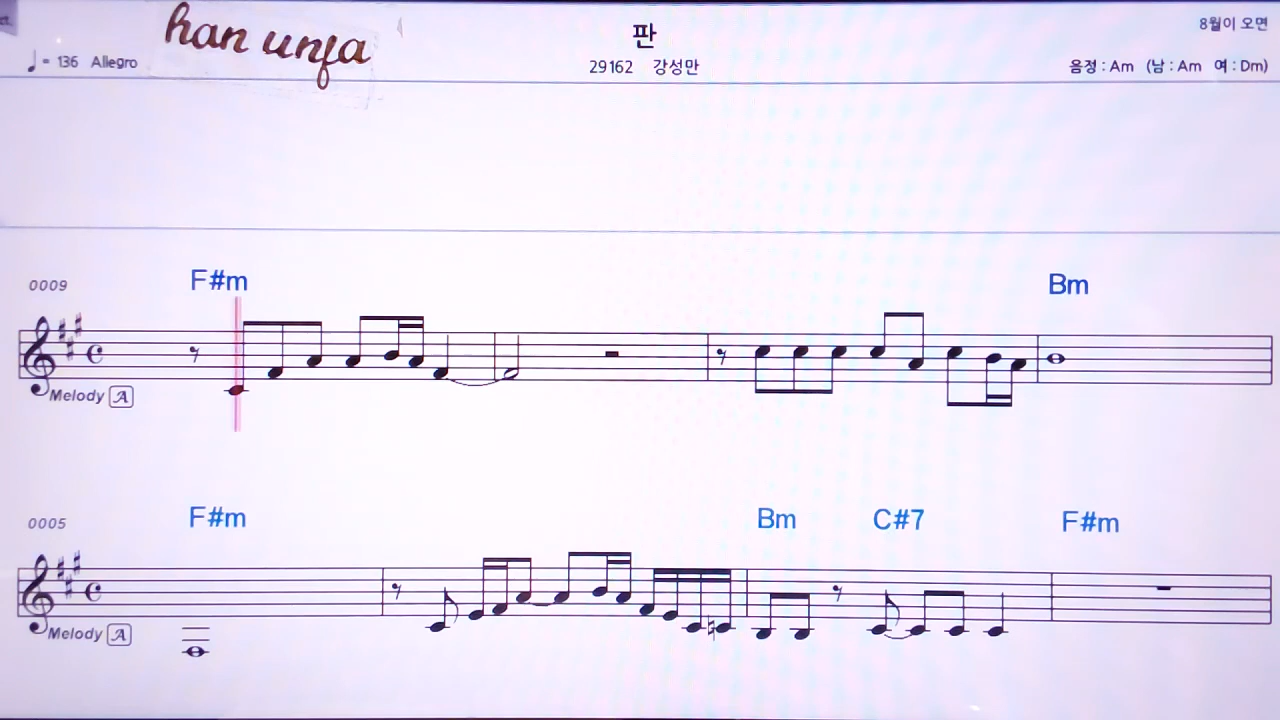 han unfa
판
8월이 오면
♩= 136 Allegro
29162 강성만
음정 : Am (남 : Am 여 : Dm)
F#m Bm
0009
Melody A
F#m Bm C#7 F#m
0005
Melody A